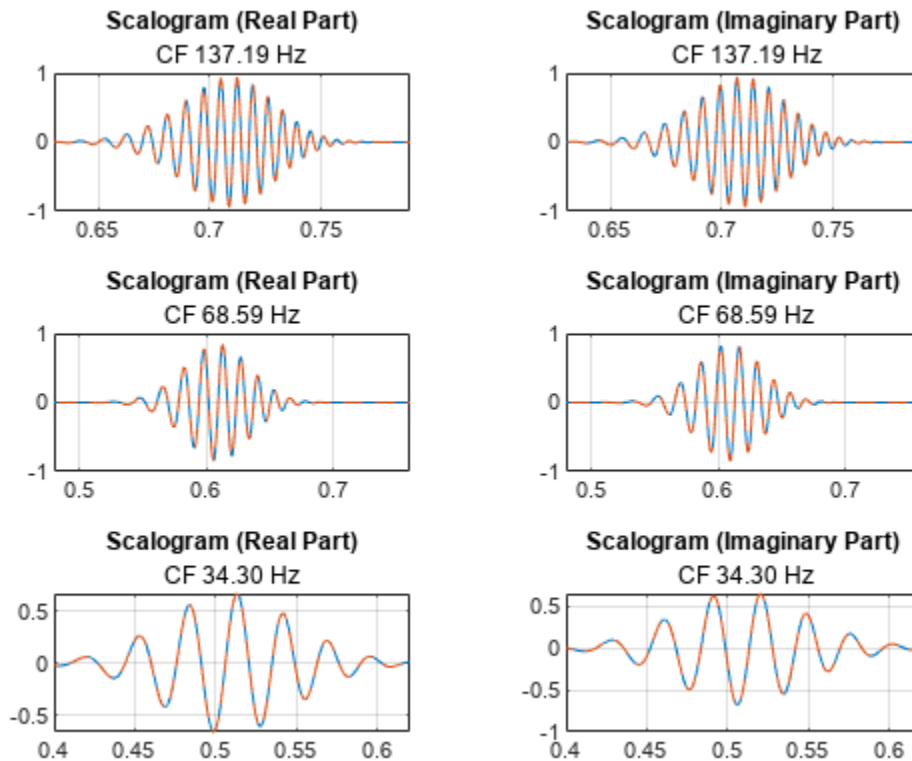 Scalogram (Real Part)
CF 137.19 Hz
1
0
-1
0.65 0.7 0.75
Scalogram (Imaginary Part)
CF 137.19 Hz
1
0
-1
0.65 0.7 0.75
Scalogram (Real Part)
CF 68.59 Hz
1
0
-1
0.5 0.6 0.7
Scalogram (Imaginary Part)
CF 68.59 Hz
1
0
-1
0.5 0.6 0.7
Scalogram (Real Part)
CF 34.30 Hz
0.5
0
-0.5
0.4 0.45 0.5 0.55 0.6
Scalogram (Imaginary Part)
CF 34.30 Hz
0.5
0
-0.5
-1
0.4 0.45 0.5 0.55 0.6